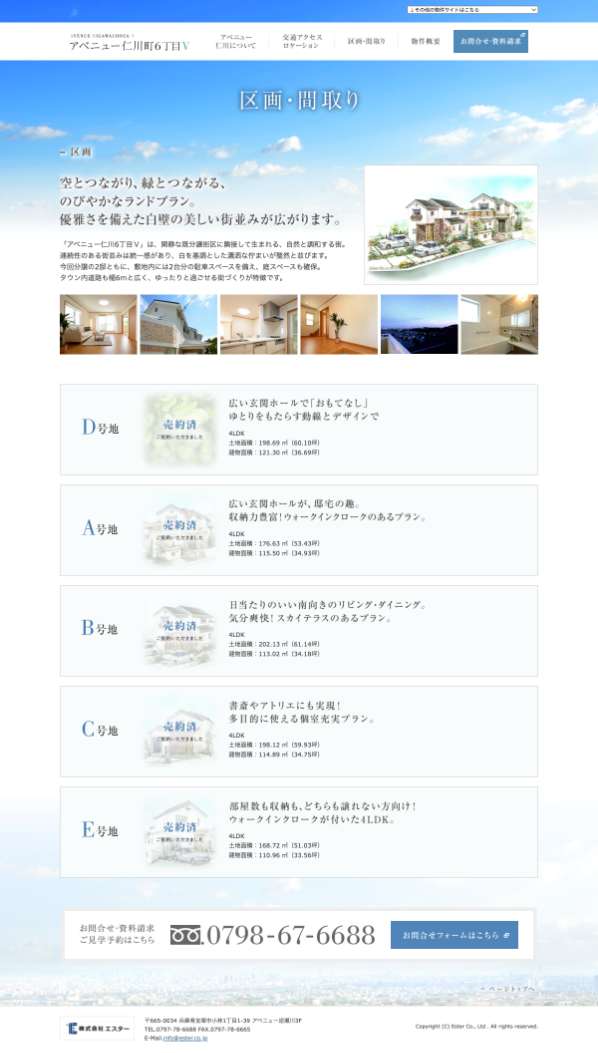 ↓その他の物件サイトはこちら
AVENUE NIGAWACHO6 V
アベニュー仁川町6丁目V
アベニュー
仁川について
交通アクセス
ロケーション
区画・間取り
物件概要
お問合せ・資料請求
区画・間取り
区画
空とつながり、緑とつながる、
のびやかなランドプラン。
優雅さを備えた白壁の美しい街並みが広がります。
「アベニュー仁川6丁目V」は、閑静な既分譲街区に隣接して生まれる、自然と調和する街。
連続性のある街並みは統一感があり、白を基調とした瀟洒な佇まいが整然と並びます。
今回分譲の2邸ともに、敷地内には2台分の駐車スペースを備え、庭スペースも確保。
タウン内道路も幅6mと広く、ゆったりと過ごせる街づくりが特徴です。
D号地
売約済
ご契約いただきました
広い玄関ホールで「おもてなし」
ゆとりをもたらす動線とデザインで
4LDK
土地面積：198.69 ㎡（60.10坪）
建物面積：121.30 ㎡（36.69坪）
A号地
売約済
ご契約いただきました
広い玄関ホールが、邸宅の趣。
収納力豊富！ウォークインクロークのあるプラン。
4LDK
土地面積：176.63 ㎡（53.43坪）
建物面積：115.50 ㎡（34.93坪）
B号地
売約済
ご契約いただきました
日当たりのいい南向きのリビング・ダイニング。
気分爽快！スカイテラスのあるプラン。
4LDK
土地面積：202.13 ㎡（61.14坪）
建物面積：113.02 ㎡（34.18坪）
C号地
売約済
ご契約いただきました
書斎やアトリエにも実現！
多目的に使える個室充実プラン。
4LDK
土地面積：198.12 ㎡（59.93坪）
建物面積：114.89 ㎡（34.75坪）
E号地
売約済
ご契約いただきました
部屋数も収納も、どちらも譲れない方向け！
ウォークインクロークが付いた4LDK。
4LDK
土地面積：168.72 ㎡（51.03坪）
建物面積：110.96 ㎡（33.56坪）
お問合せ・資料請求
ご見学予約はこちら
0798-67-6688
お問合せフォームはこちら
ページトップへ
株式会社エスター
〒665-0034 兵庫県宝塚市小林1丁目1-39 アベニュー逆瀬川3F
TEL.0797-78-6688 FAX.0797-78-6665
E-Mail.info@ester.co.jp
Copyright (C) Ester Co., Ltd. All rights reserved.